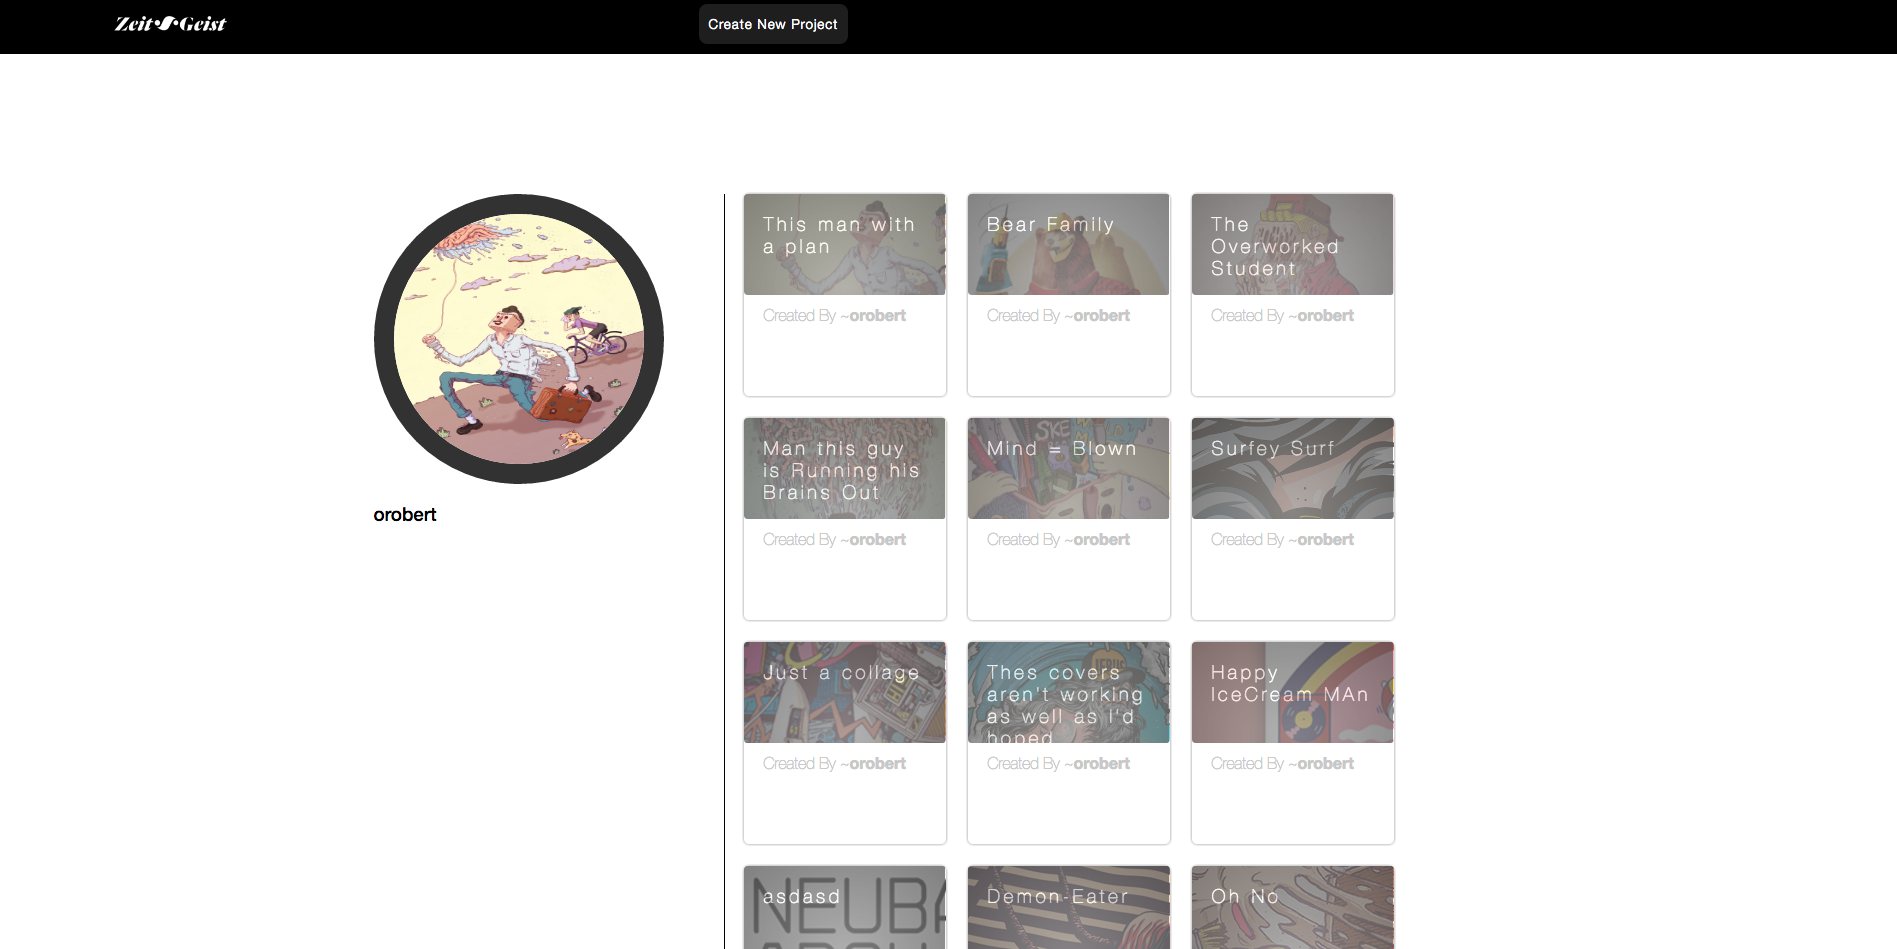 Zeit Geist
Create New Project
orobert
This man with
a plan
Created By ~orobert
Bear Family
Created By ~orobert
The
Overworked
Student
Created By ~orobert
Man this guy
is Running his
Brains Out
Created By ~orobert
SKE
Mind = Blown
Created By ~orobert
Surfey Surf
Created By ~orobert
Just a collage
Created By ~orobert
Thes covers
aren't working
as well as I'd
hoped
Created By ~orobert
Happy
IceCream MAn
Created By ~orobert
NEUBA
asdasd
Demon-Eater
Oh No